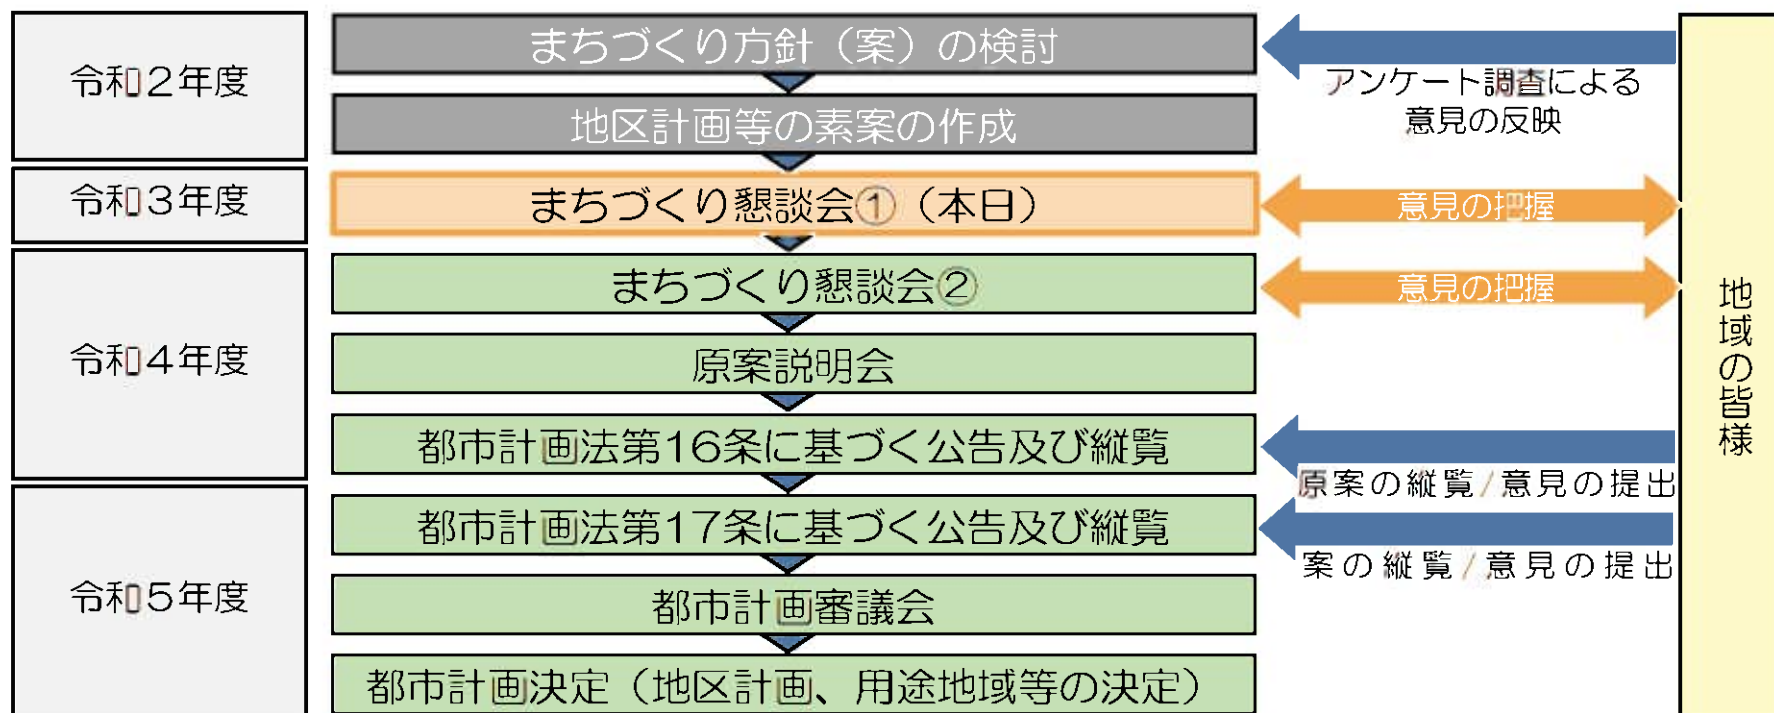 令和2年度
まちづくり方針（案）の検討
アンケート調査による
意見の反映
地区計画等の素案の作成
令和3年度
まちづくり懇談会①（本日）
意見の把握
令和4年度
まちづくり懇談会②
意見の把握
原案説明会
都市計画法第16条に基づく公告及び縦覧
原案の縦覧/意見の提出
令和5年度
都市計画法第17条に基づく公告及び縦覧
案の縦覧/意見の提出
都市計画審議会
都市計画決定（地区計画、用途地域等の決定）
地域の皆様